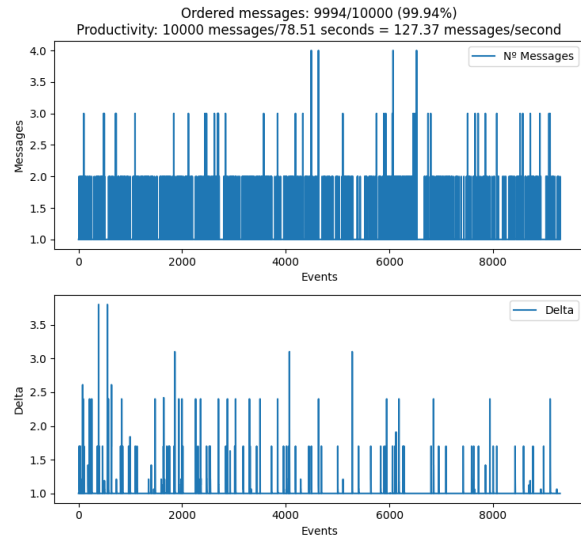 Ordered messages: 9994/10000 (99.94%)
Productivity: 10000 messages/78.51 seconds = 127.37 messages/second
4.0
3.5
3.0
2.5
2.0
1.5
1.0
Messages
Nº Messages
0 2000 4000 6000 8000
Events
3.5
3.0
2.5
2.0
1.5
1.0
Delta
Delta
0 2000 4000 6000 8000
Events